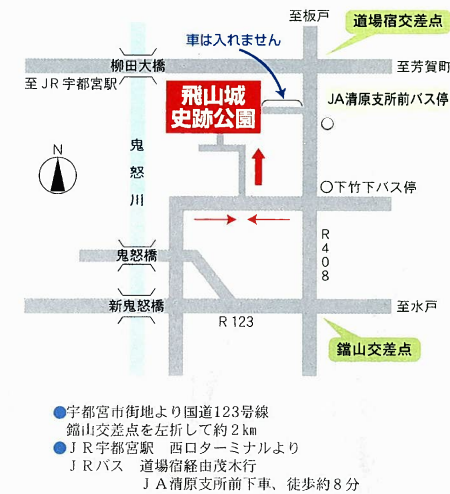 至板戸
道場宿交差点
車は入れません
柳田大橋
至芳賀町
至JR宇都宮駅
飛山城
史跡公園
JA清原支所前バス停
N
鬼怒川
下竹下バス停
R408
鬼怒橋
新鬼怒橋
至水戸
R123
鐺山交差点
●宇都宮市街地より国道123号線
鐺山交差点を左折して約2km
●JR宇都宮駅 西口ターミナルより
JRバス 道場宿経由茂木行
JA清原支所前下車、徒歩約8分